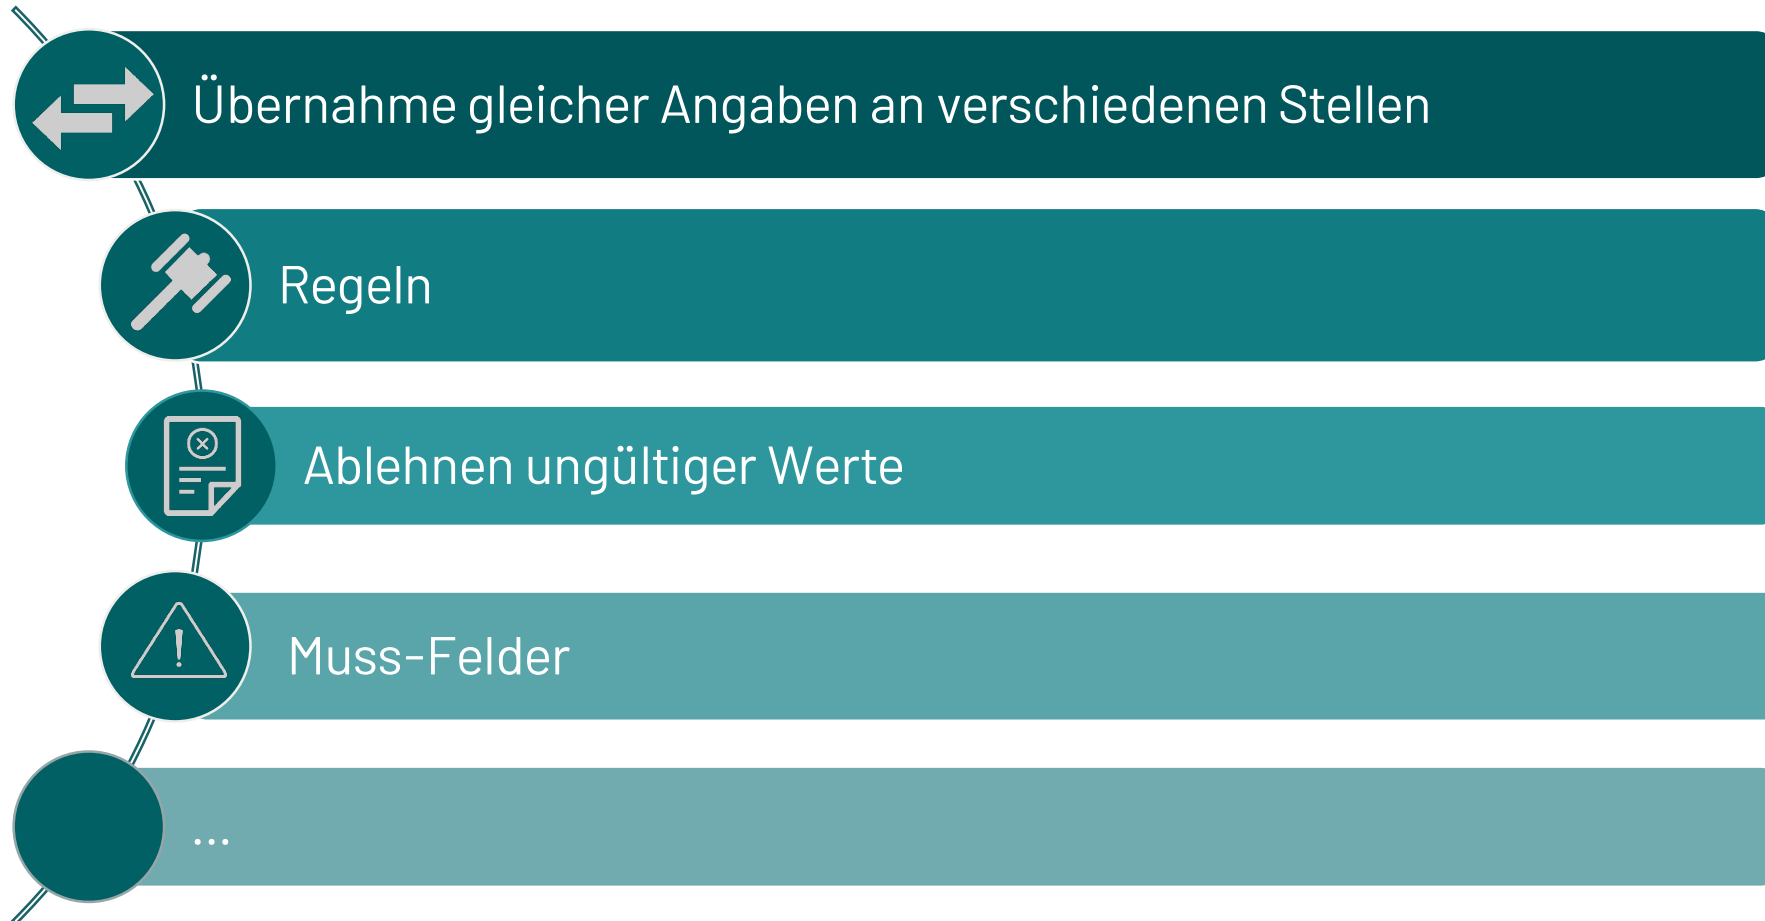 Übernahme gleicher Angaben an verschiedenen Stellen
Regeln
Ablehnen ungültiger Werte
Muss-Felder
...